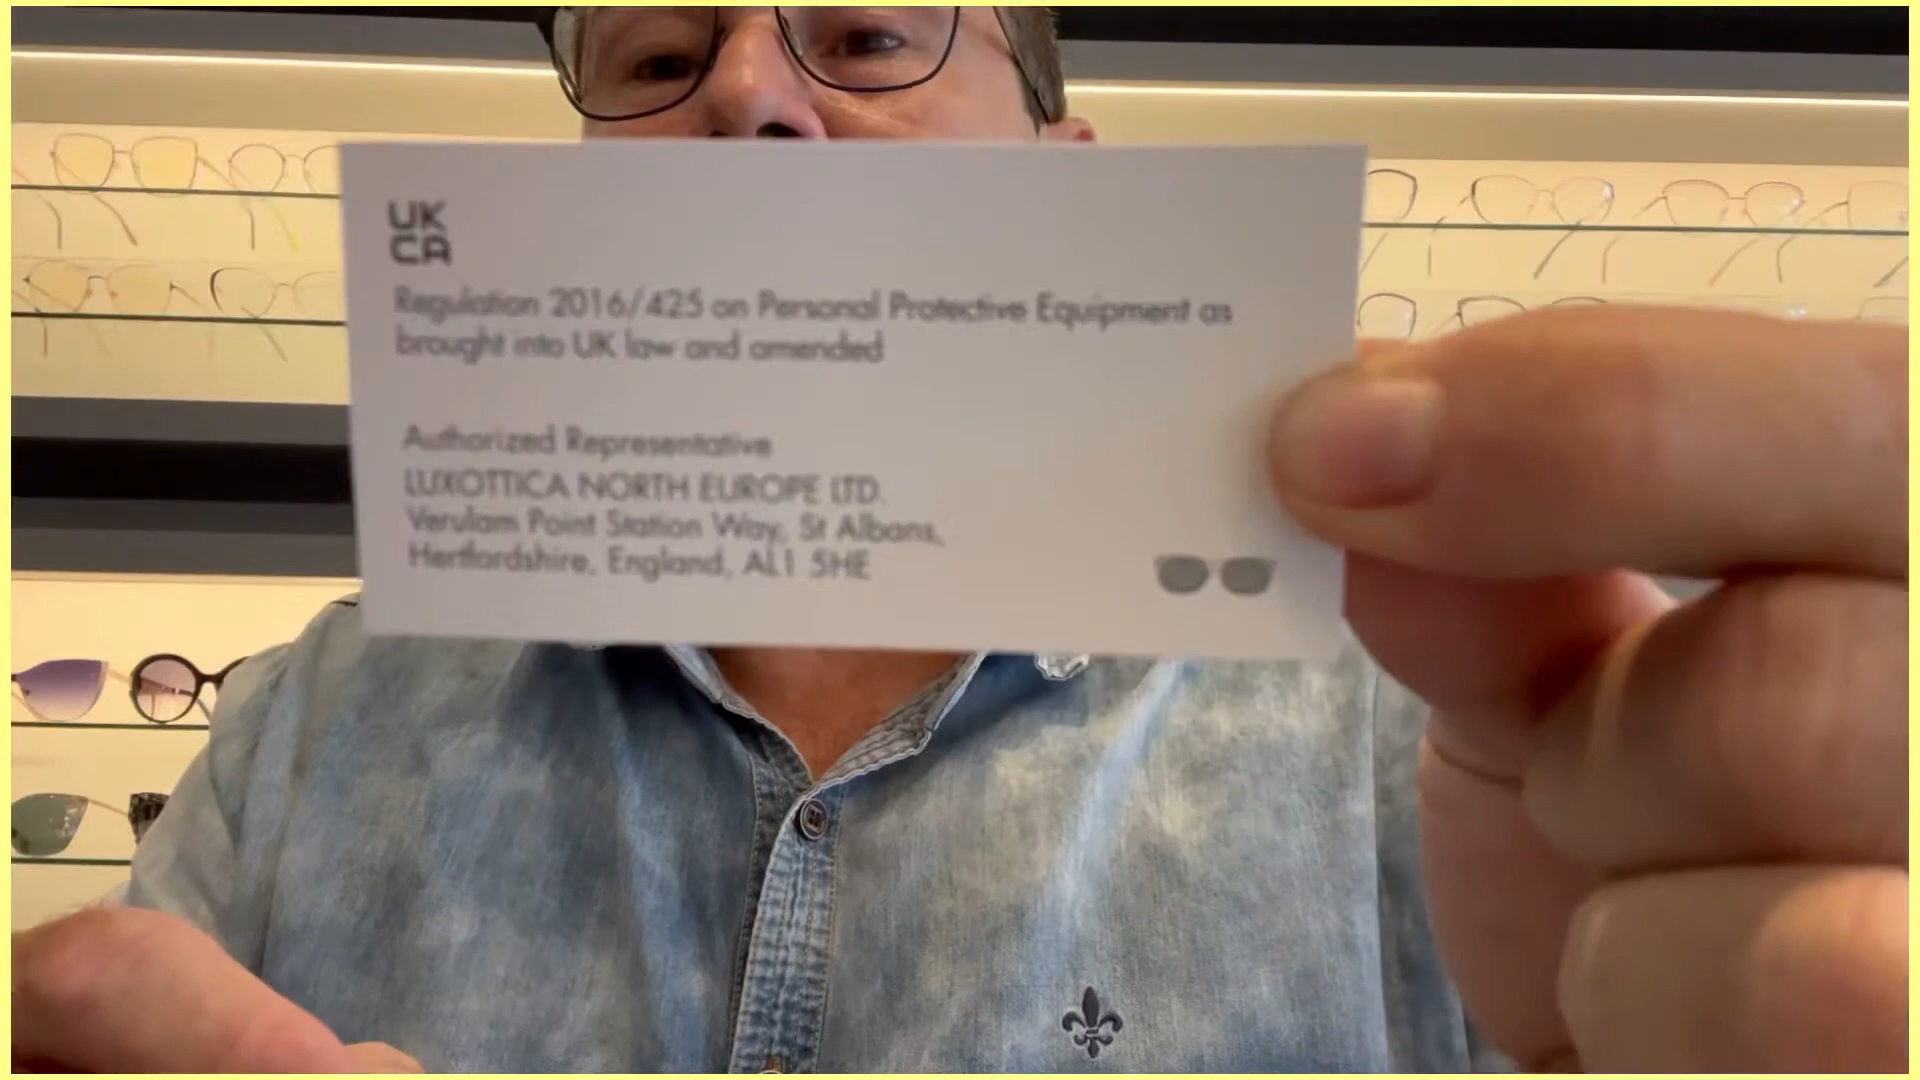 UK
CA
Regulation 2016/425 on Personal Protective Equipment as
brought into UK law and amended
Authorized Representative
LUXOTTICA NORTH EUROPE LTD.
Verulam Point Station Way, St Albans,
Hertfordshire, England, AL1 5HE